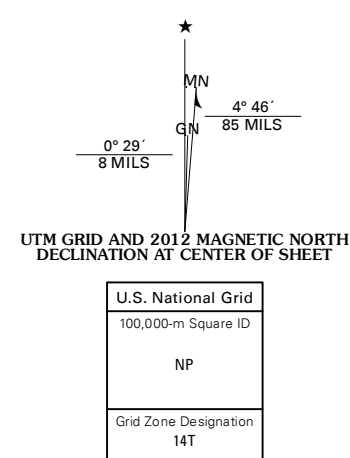 ★
MN
GN
4° 46´
85 MILS
0° 29´
8 MILS
UTM GRID AND 2012 MAGNETIC NORTH
DECLINATION AT CENTER OF SHEET
U.S. National Grid
100,000-m Square ID
NP
Grid Zone Designation
14T